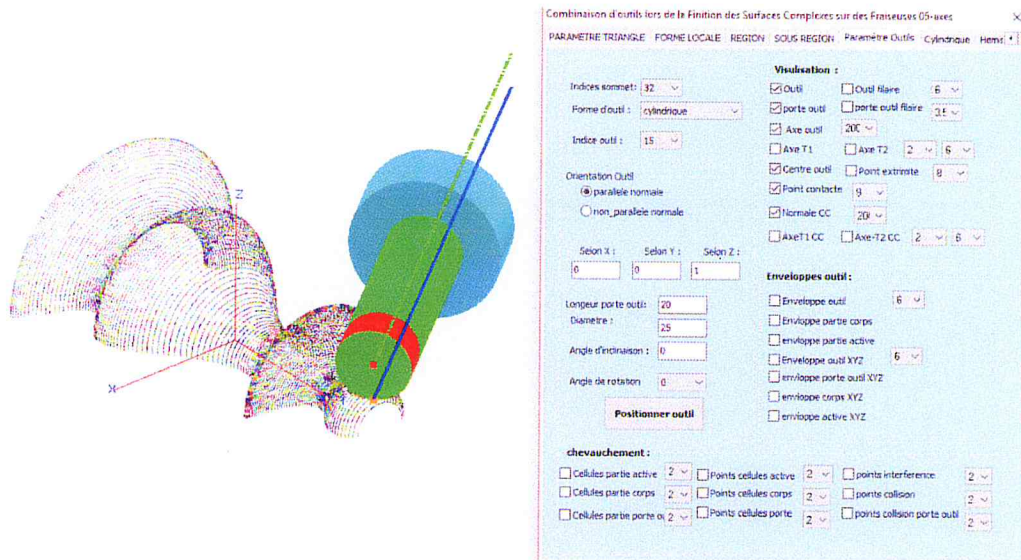 Combinaison d'outils lors de la Finition des Surfaces Complexes sur des Fraiseuses 05-axes
PARAMETRE TRIANGLE FORME LOCALE REGION SOUS REGION Paramétre Outils Cylindrique Hems
Visulisation :
Indices sommet: 32
Outil Outil filaire 6
Forme d'outil : cylindrique
porte outil porte outil filaire 3.5
Axe outil 200
Indice outil : 15
Axe T1 Axe T2 2 6
Centre outil Point extrimite 8
Orientation Outil
parallele normale
Point contacte 9
non_parallele normale
Normale CC 200
AxeT1 CC Axe-T2 CC 2 6
Selon X : Selon Y : Selon Z :
0 0 1
Enveloppes outil :
Enveloppe outil 6
Longeur porte outil: 20
Diametre : 25
Envloppe partie corps
envloppe partie active
Angle d'inclinaison : 0
Enveloppe outil XYZ 6
envloppe porte outil XYZ
Angle de rotation 0
envloppe corps XYZ
Positionner outil
envloppe active XYZ
chevauchement :
Cellules partie active 2 Points cellules active 2 points interference 2
Cellules partie corps 2 Points cellules corps 2 points collision 2
Cellules partie porte ou 2 Points cellules porte 2 points collision porte outil 2
Z
X